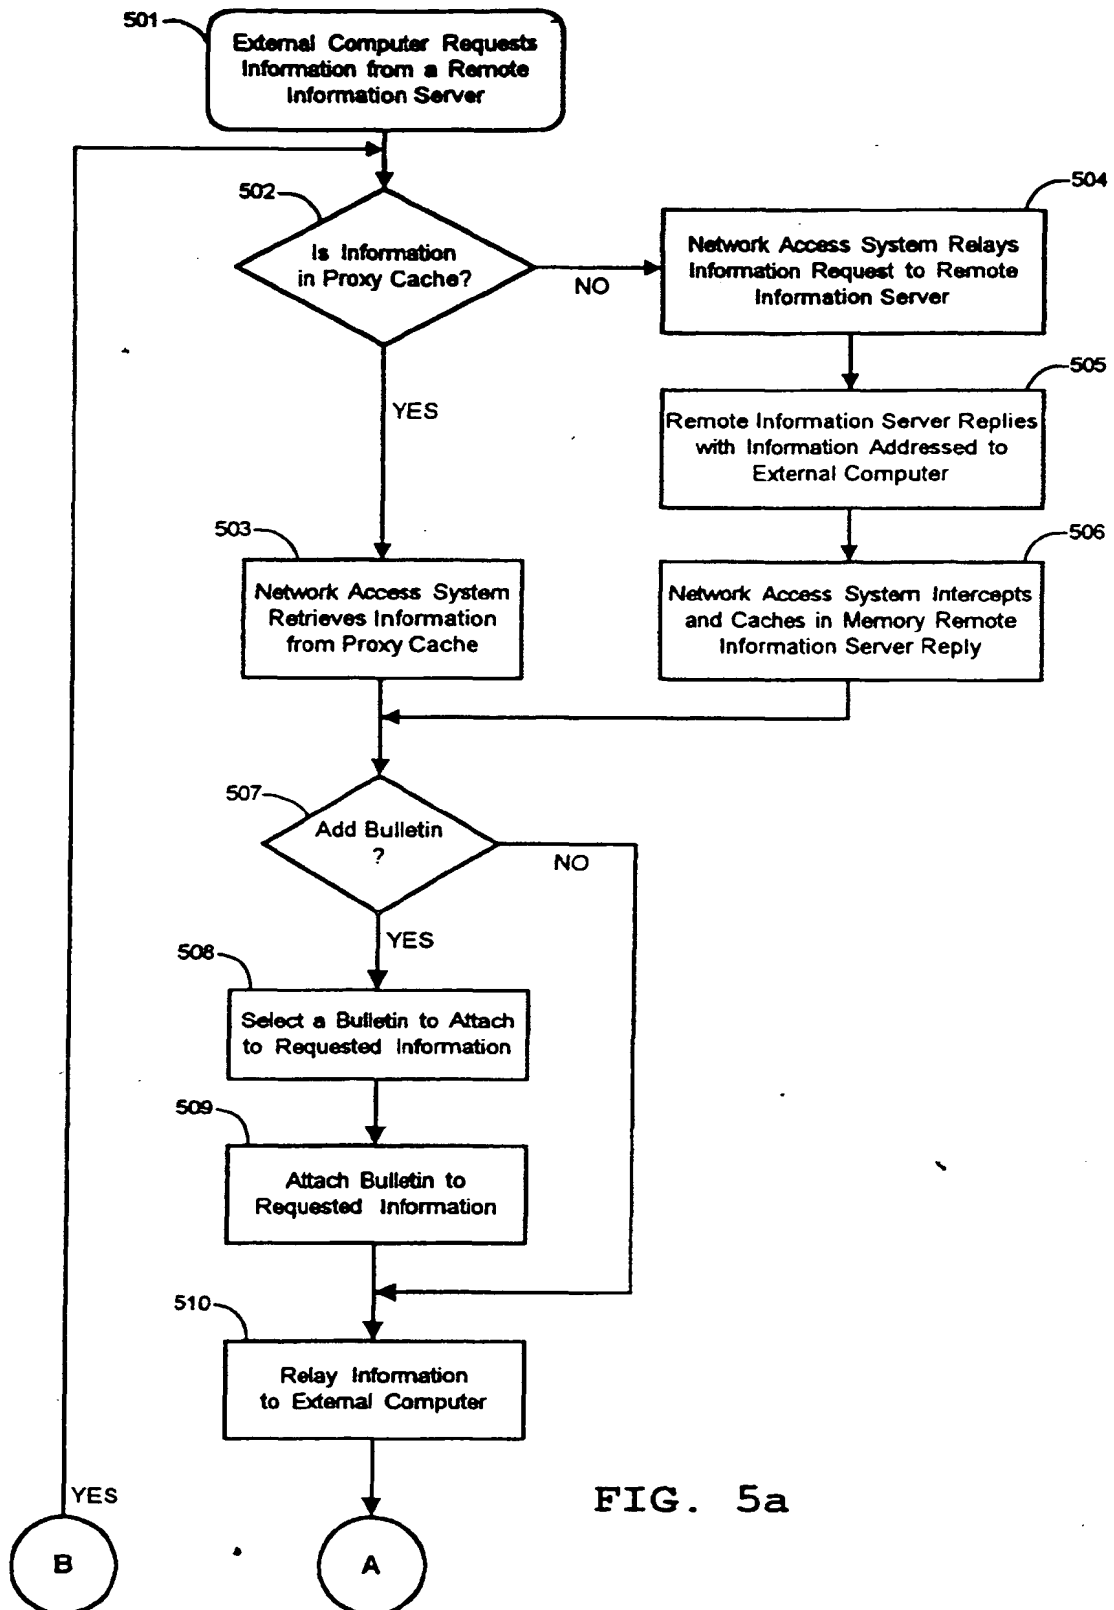 501
External Computer Requests
Information from a Remote
Information Server
502
Is Information
in Proxy Cache?
NO
YES
504
Network Access System Relays
Information Request to Remote
Information Server
505
Remote Information Server Replies
with Information Addressed to
External Computer
503
Network Access System
Retrieves Information
from Proxy Cache
506
Network Access System Intercepts
and Caches in Memory Remote
Information Server Reply
507
Add Bulletin
?
NO
YES
508
Select a Bulletin to Attach
to Requested Information
509
Attach Bulletin to
Requested Information
510
Relay Information
to External Computer
YES
B
A
FIG. 5a